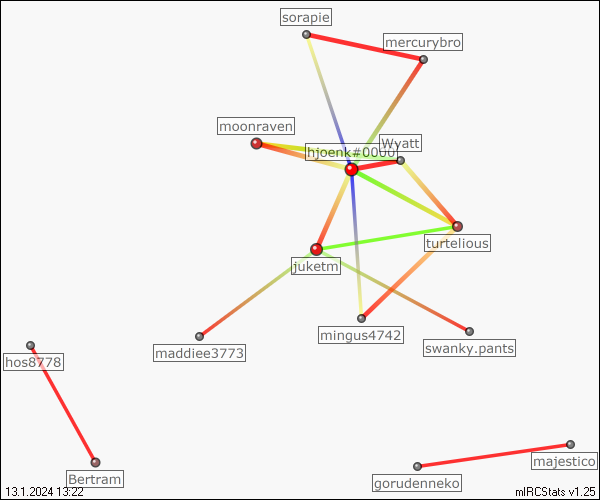 sorapie
mercurybro
moonraven
Wyatt
hjoenk#0000
turtelious
juketm
mingus4742
swanky.pants
maddiee3773
hos8778
majestico
Bertram
gorudenneko
13.1.2024 13:22
mIRCStats v1.25